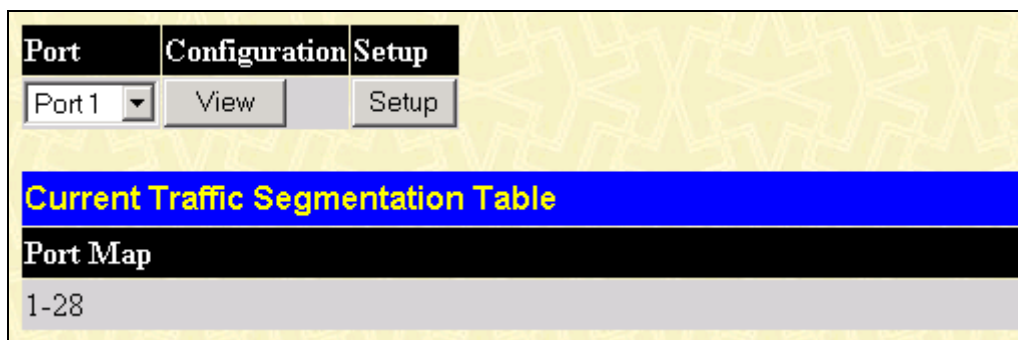 Port Configuration Setup
Port 1 View Setup
Current Traffic Segmentation Table
Port Map
1-28